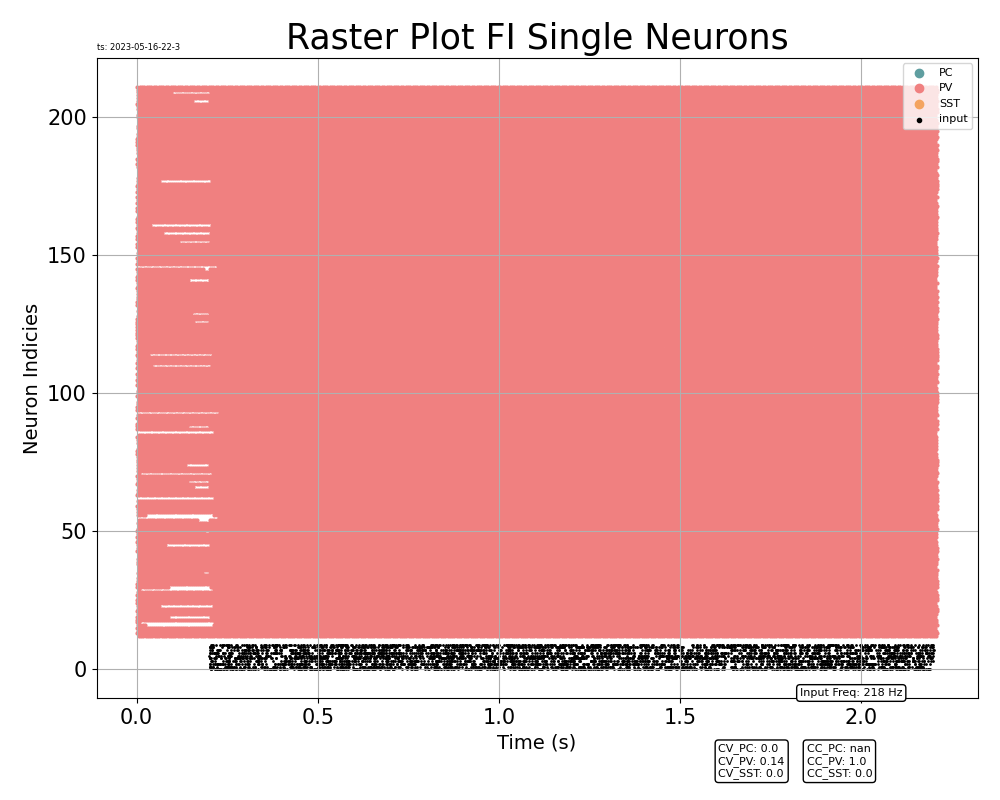 Raster Plot FI Single Neurons
ts: 2023-05-16-22-3
PC
PV
SST
input
200
150
100
50
0
Neuron Indicies
0.0 0.5 1.0 1.5 2.0
Time (s)
Input Freq: 218 Hz
CV_PC: 0.0
CV_PV: 0.14
CV_SST: 0.0
CC_PC: nan
CC_PV: 1.0
CC_SST: 0.0